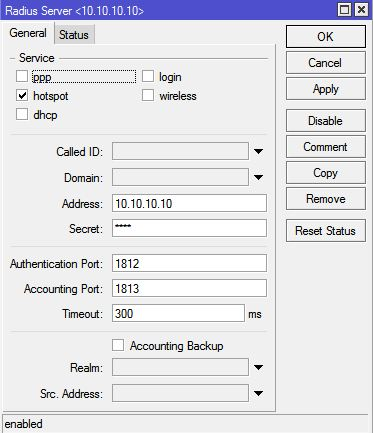 Radius Server <10.10.10.10>
General Status
Service
ppp login
hotspot wireless
dhcp
Called ID:
Domain:
Address: 10.10.10.10
Secret: ****
Authentication Port: 1812
Accounting Port: 1813
Timeout: 300 ms
Accounting Backup
Realm:
Src. Address:
OK
Cancel
Apply
Disable
Comment
Copy
Remove
Reset Status
enabled